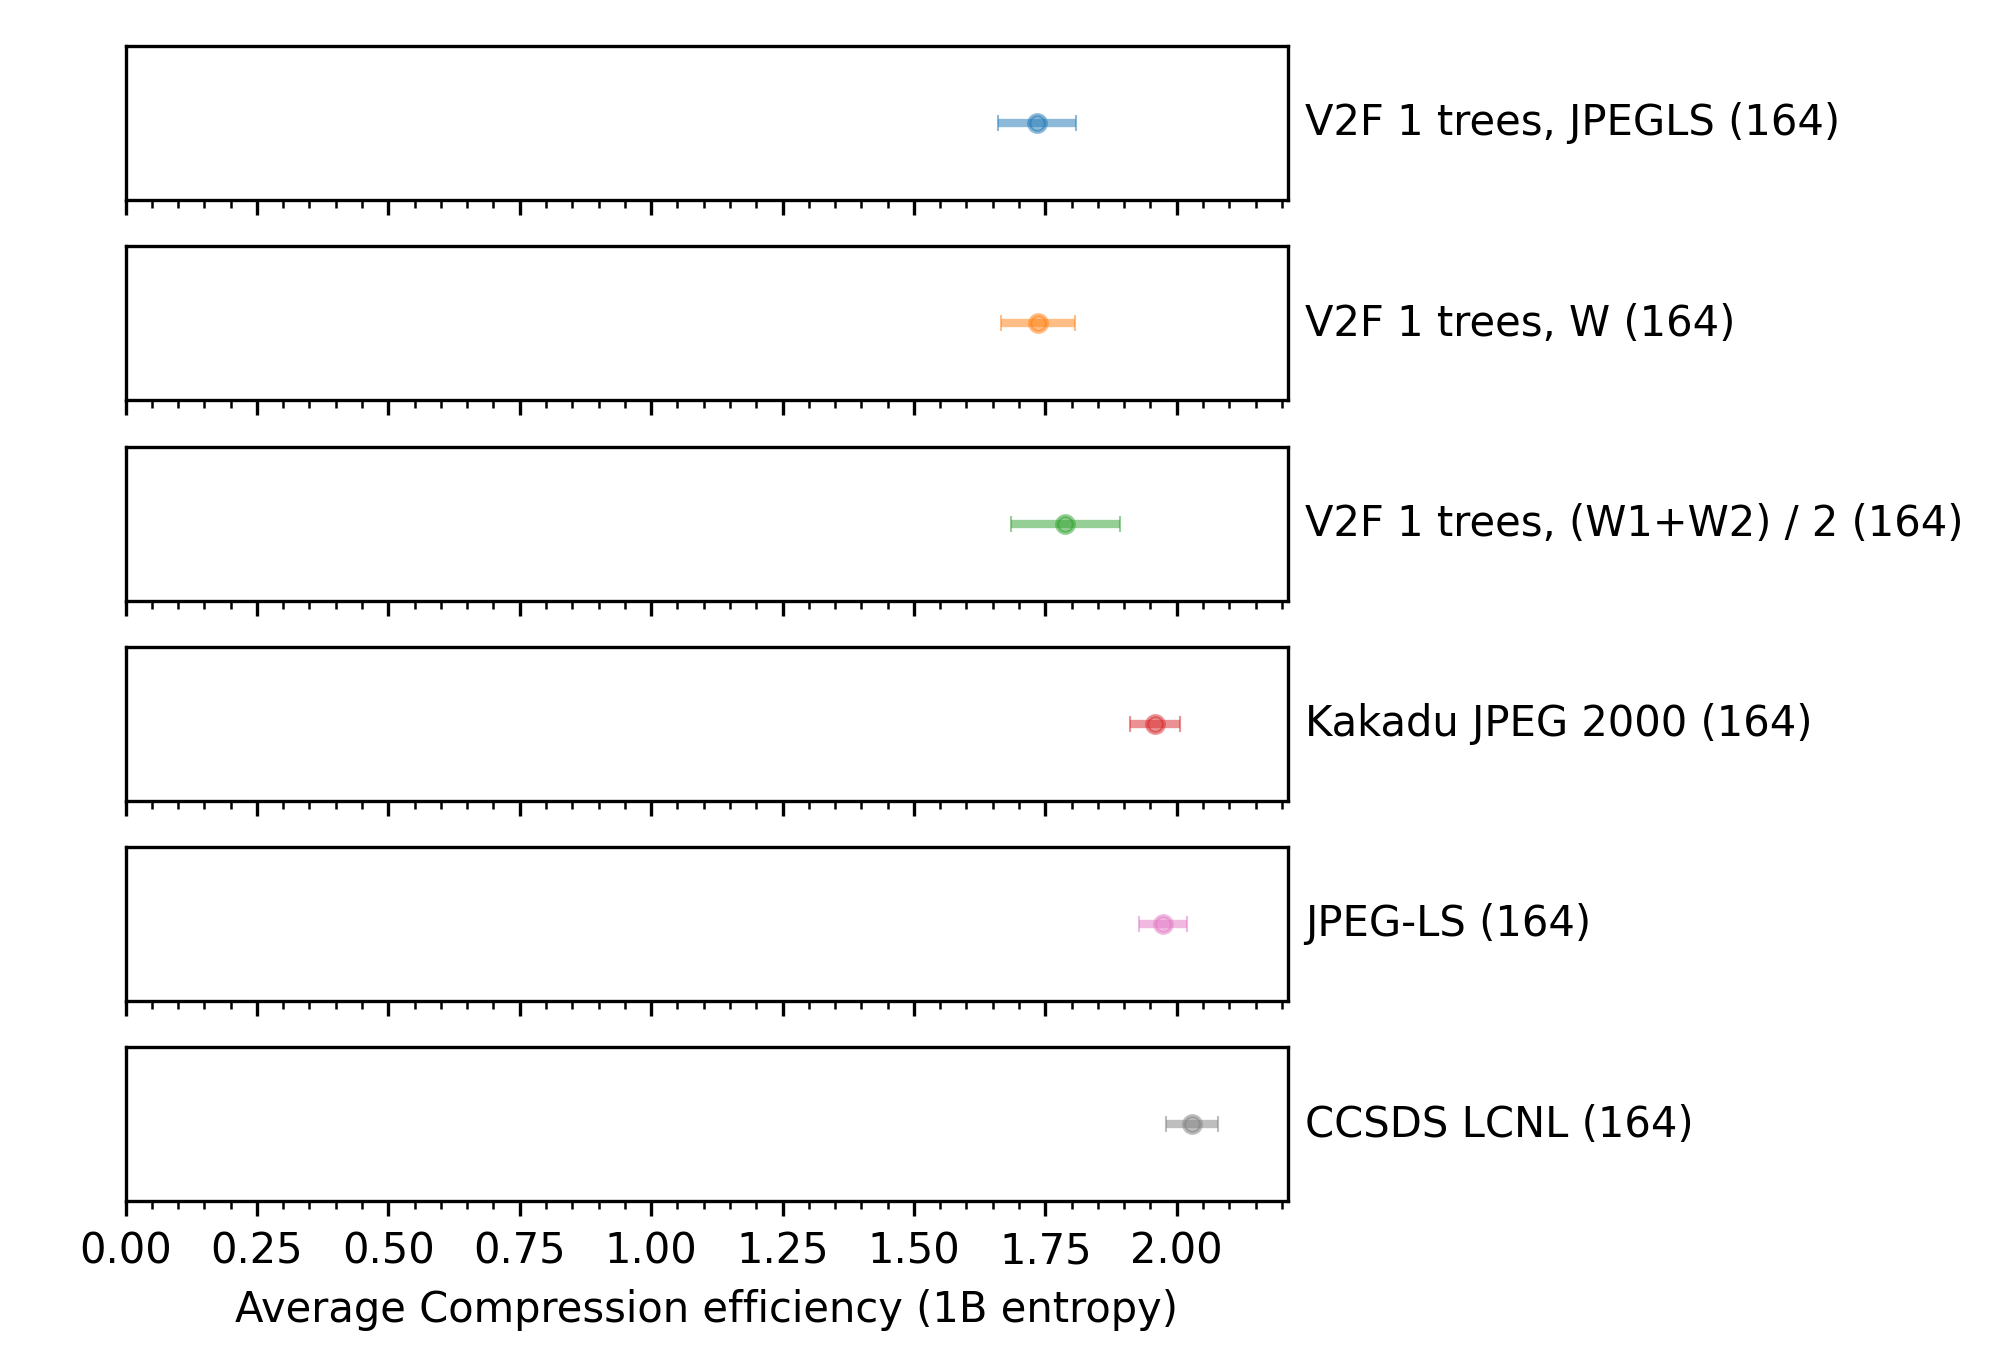 V2F 1 trees, JPEGLS (164)
V2F 1 trees, W (164)
V2F 1 trees, (W1+W2) / 2 (164)
Kakadu JPEG 2000 (164)
JPEG-LS (164)
CCSDS LCNL (164)
0.00 0.25 0.50 0.75 1.00 1.25 1.50 1.75 2.00
Average Compression efficiency (1B entropy)